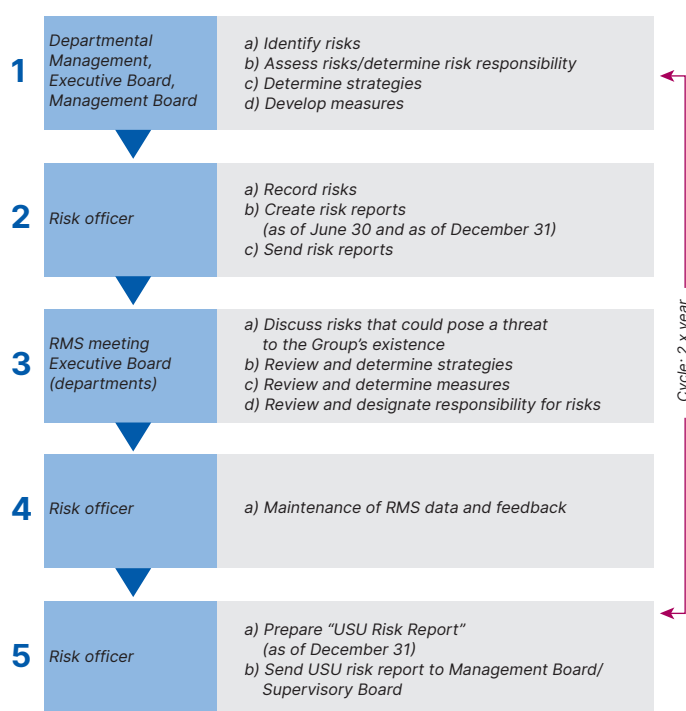 1
Departmental
Management,
Executive Board,
Management Board
a) Identify risks
b) Assess risks/determine risk responsibility
c) Determine strategies
d) Develop measures
2
Risk officer
a) Record risks
b) Create risk reports
(as of June 30 and as of December 31)
c) Send risk reports
3
RMS meeting
Executive Board
(departments)
a) Discuss risks that could pose a threat
to the Group's existence
b) Review and determine strategies
c) Review and determine measures
d) Review and designate responsibility for risks
4
Risk officer
a) Maintenance of RMS data and feedback
5
Risk officer
a) Prepare “USU Risk Report”
(as of December 31)
b) Send USU risk report to Management Board/
Supervisory Board
Cycle: 2 x year